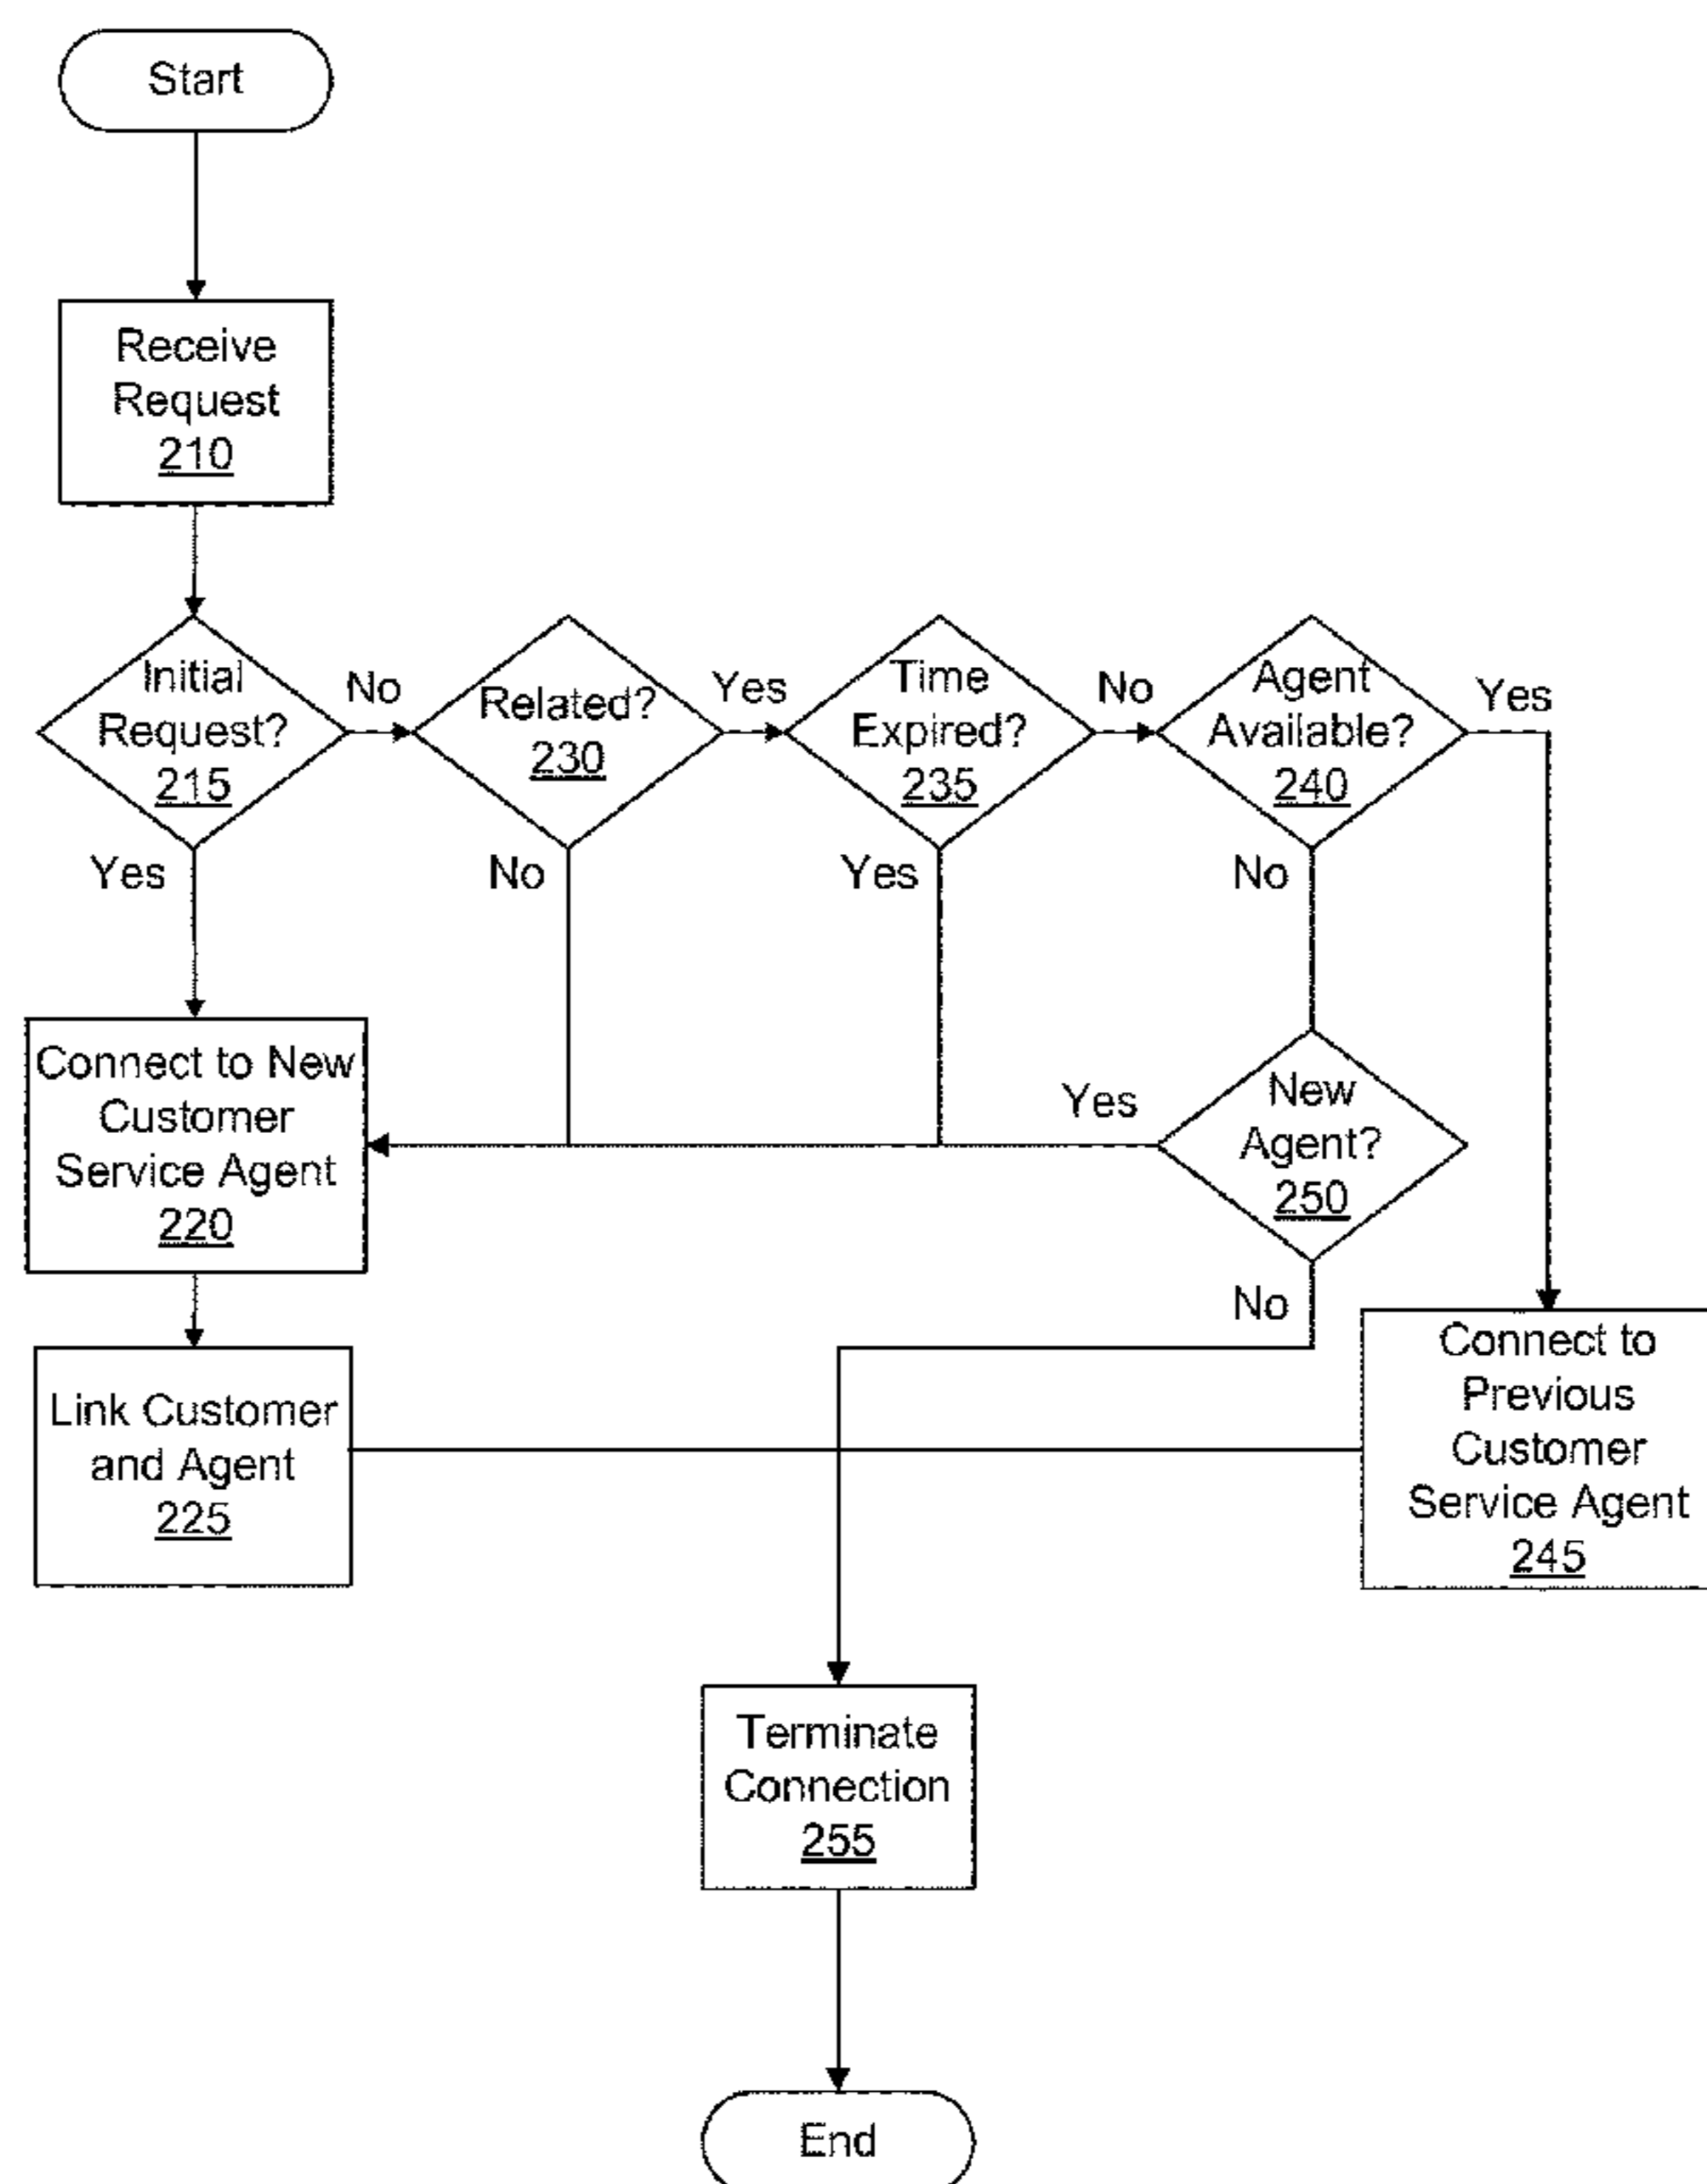 Start
Receive
Request
210
Initial
Request?
215
No
Related?
230
Yes
Time
Expired?
235
No
Agent
Available?
240
Yes
Yes
No
Yes
No
Connect to New
Customer
Service Agent
220
Yes
New
Agent?
250
No
Link Customer
and Agent
225
Connect to
Previous
Customer
Service Agent
245
Terminate
Connection
255
End